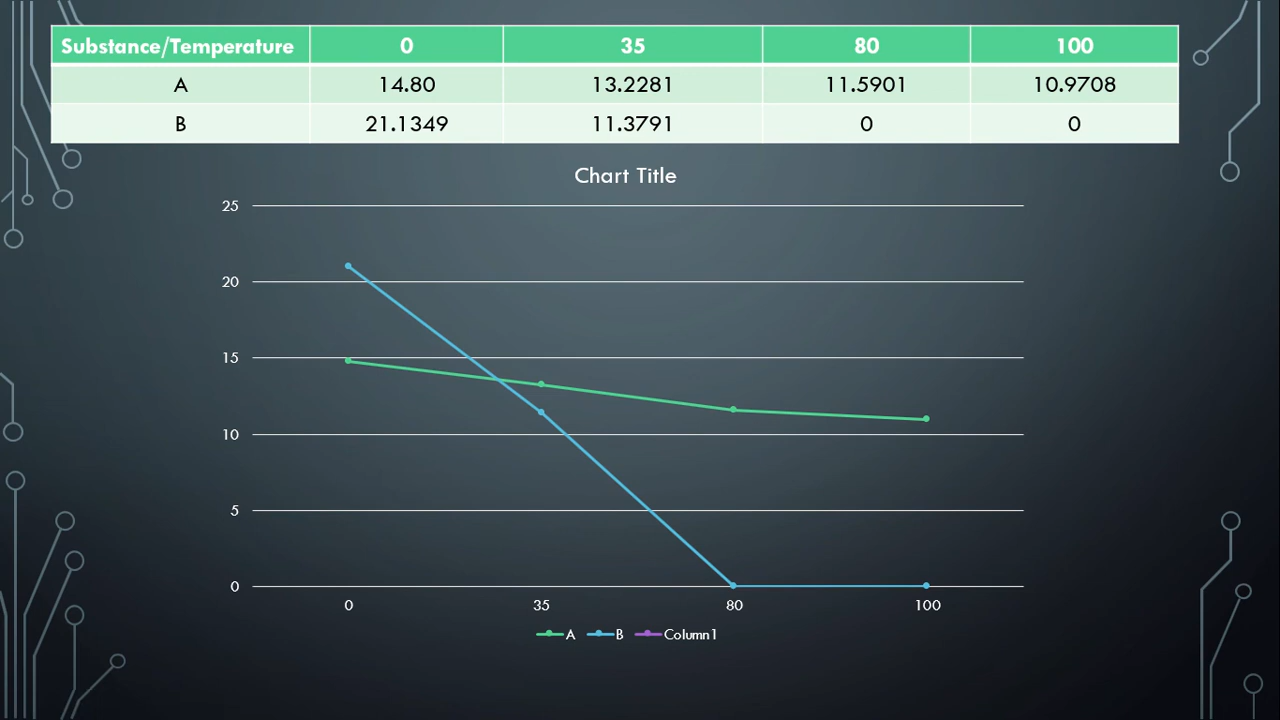 Substance/Temperature 0 35 80 100
A 14.80 13.2281 11.5901 10.9708
B 21.1349 11.3791 0 0
Chart Title
25
20
15
10
5
0
0 35 80 100
A B Column1